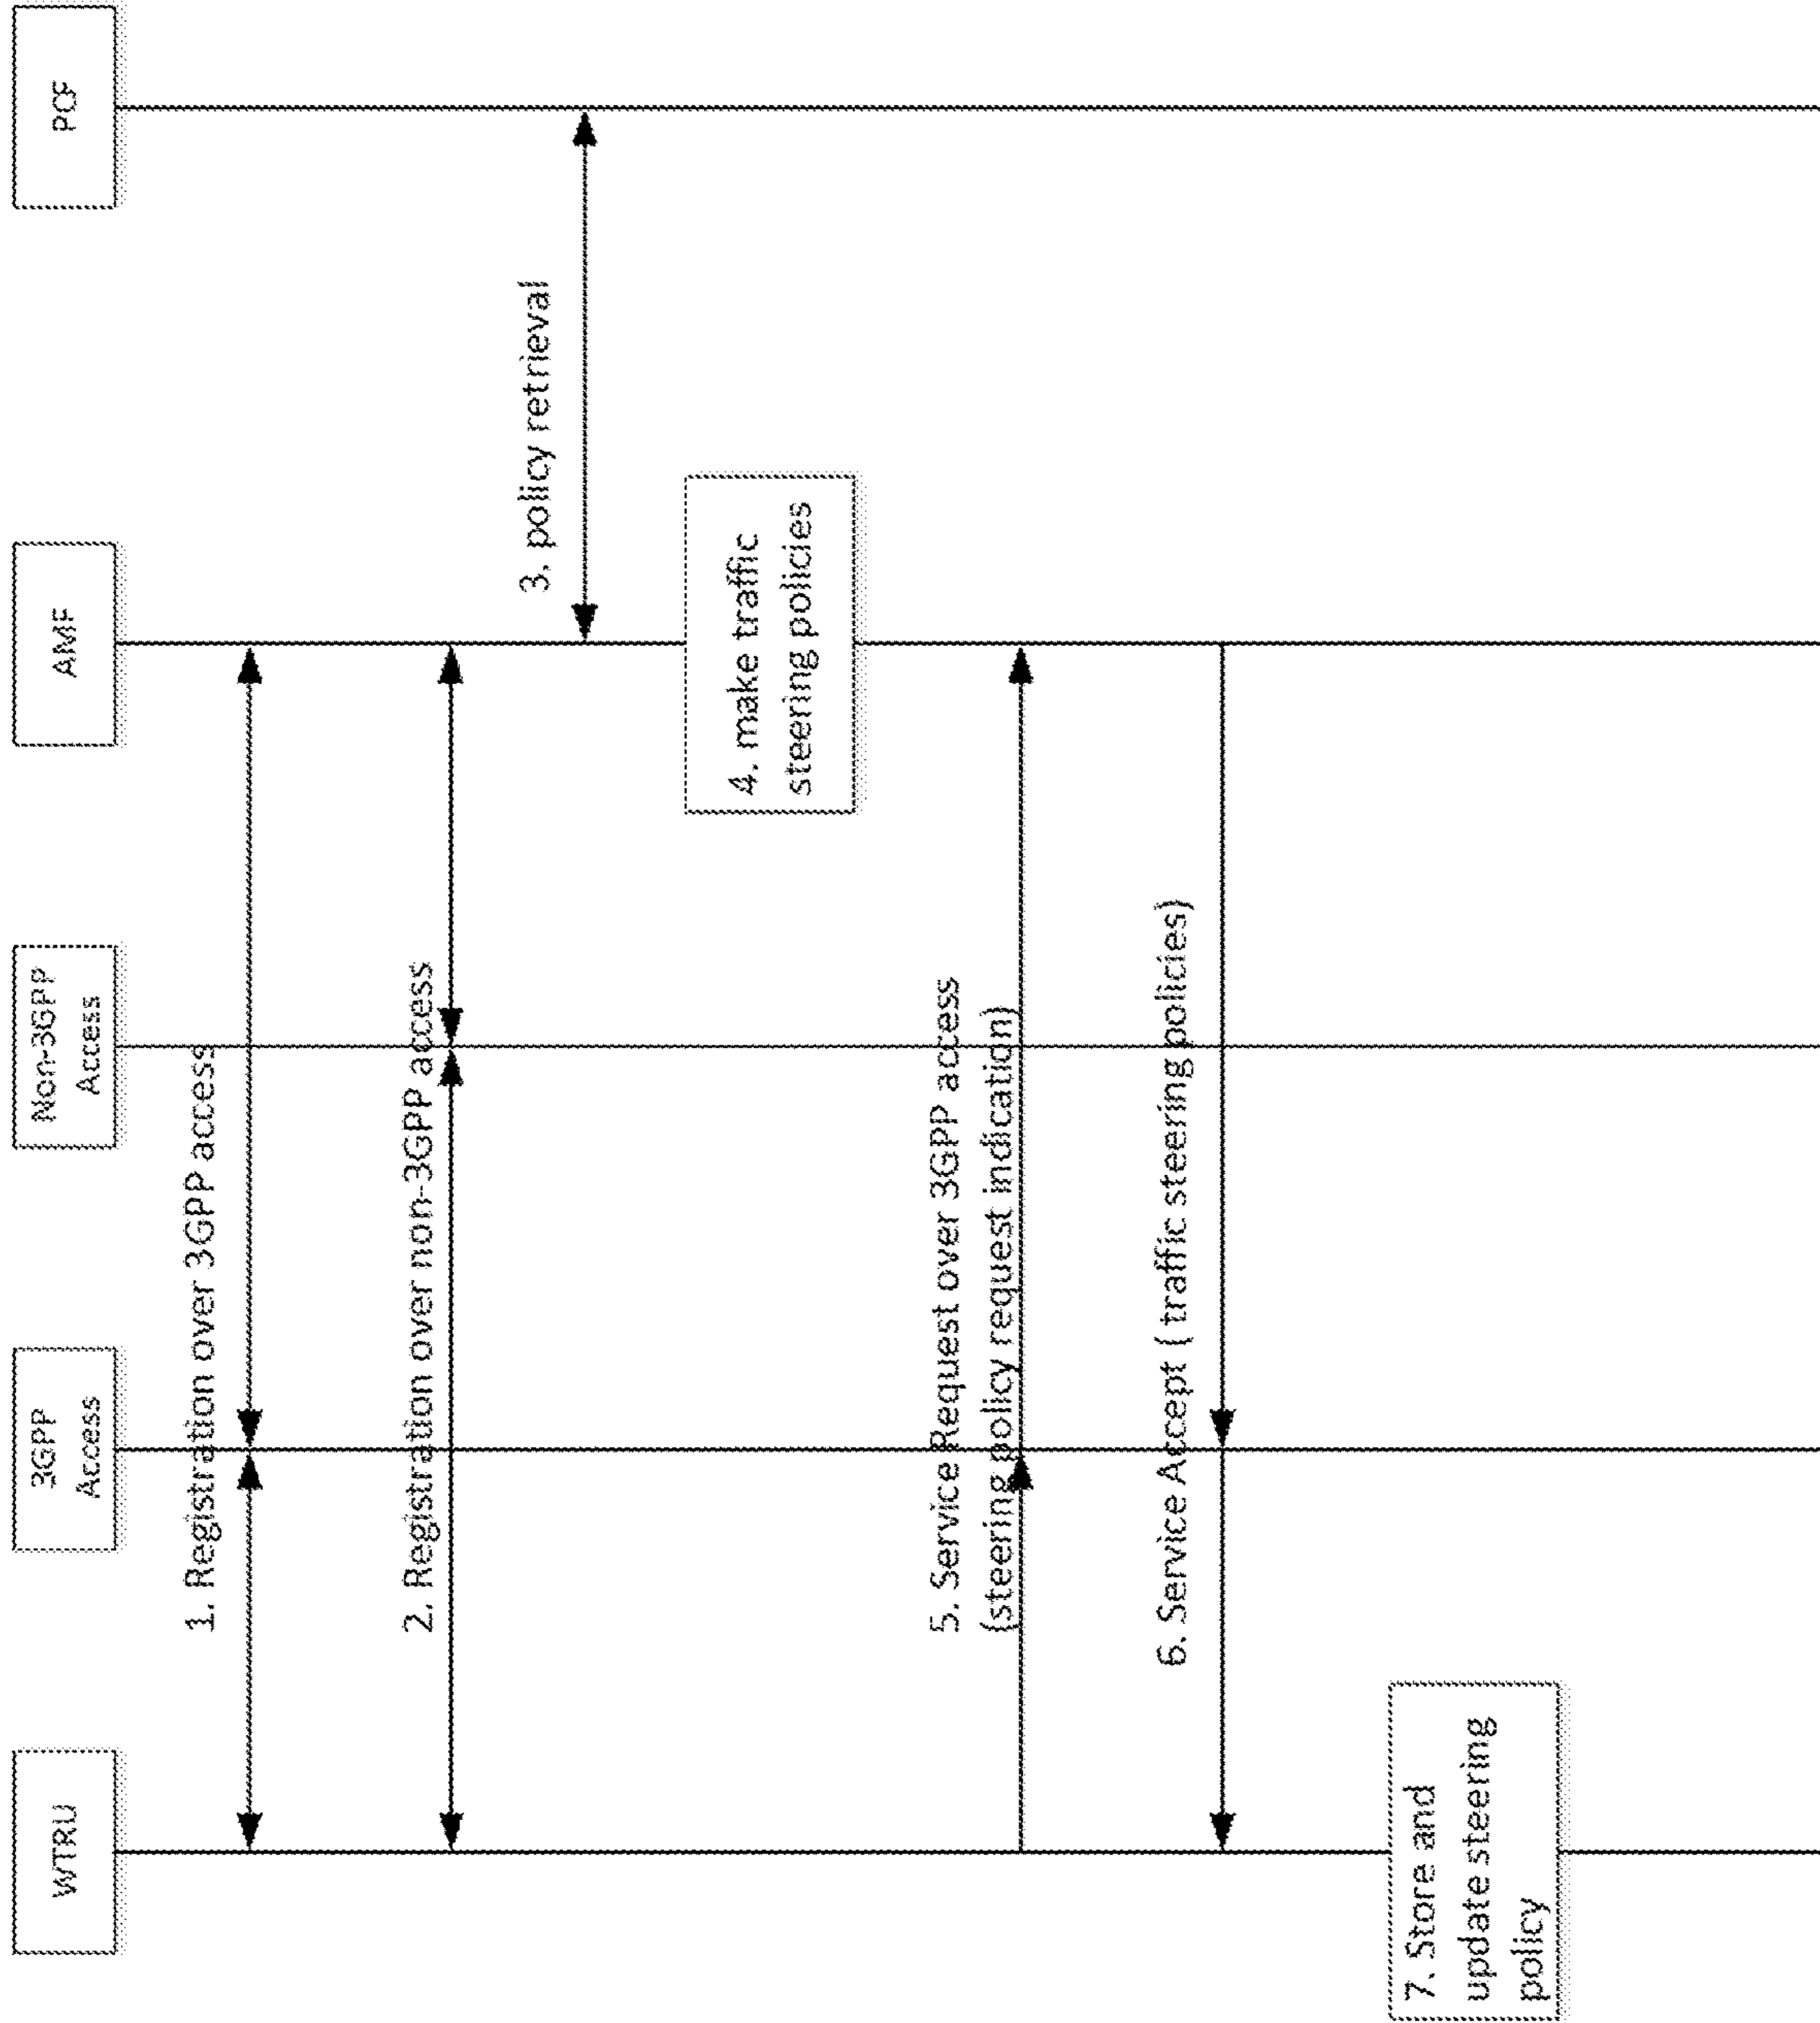 WTRU
3GPP
Access
Non-3GPP
Access
AMF
PCF
1. Registration over 3GPP access
2. Registration over non-3GPP access
3. policy retrieval
4. make traffic
steering policies
5. Service Request over 3GPP access
(steering policy request indication)
6. Service Accept ( traffic steering policies)
7. Store and
update steering
policy